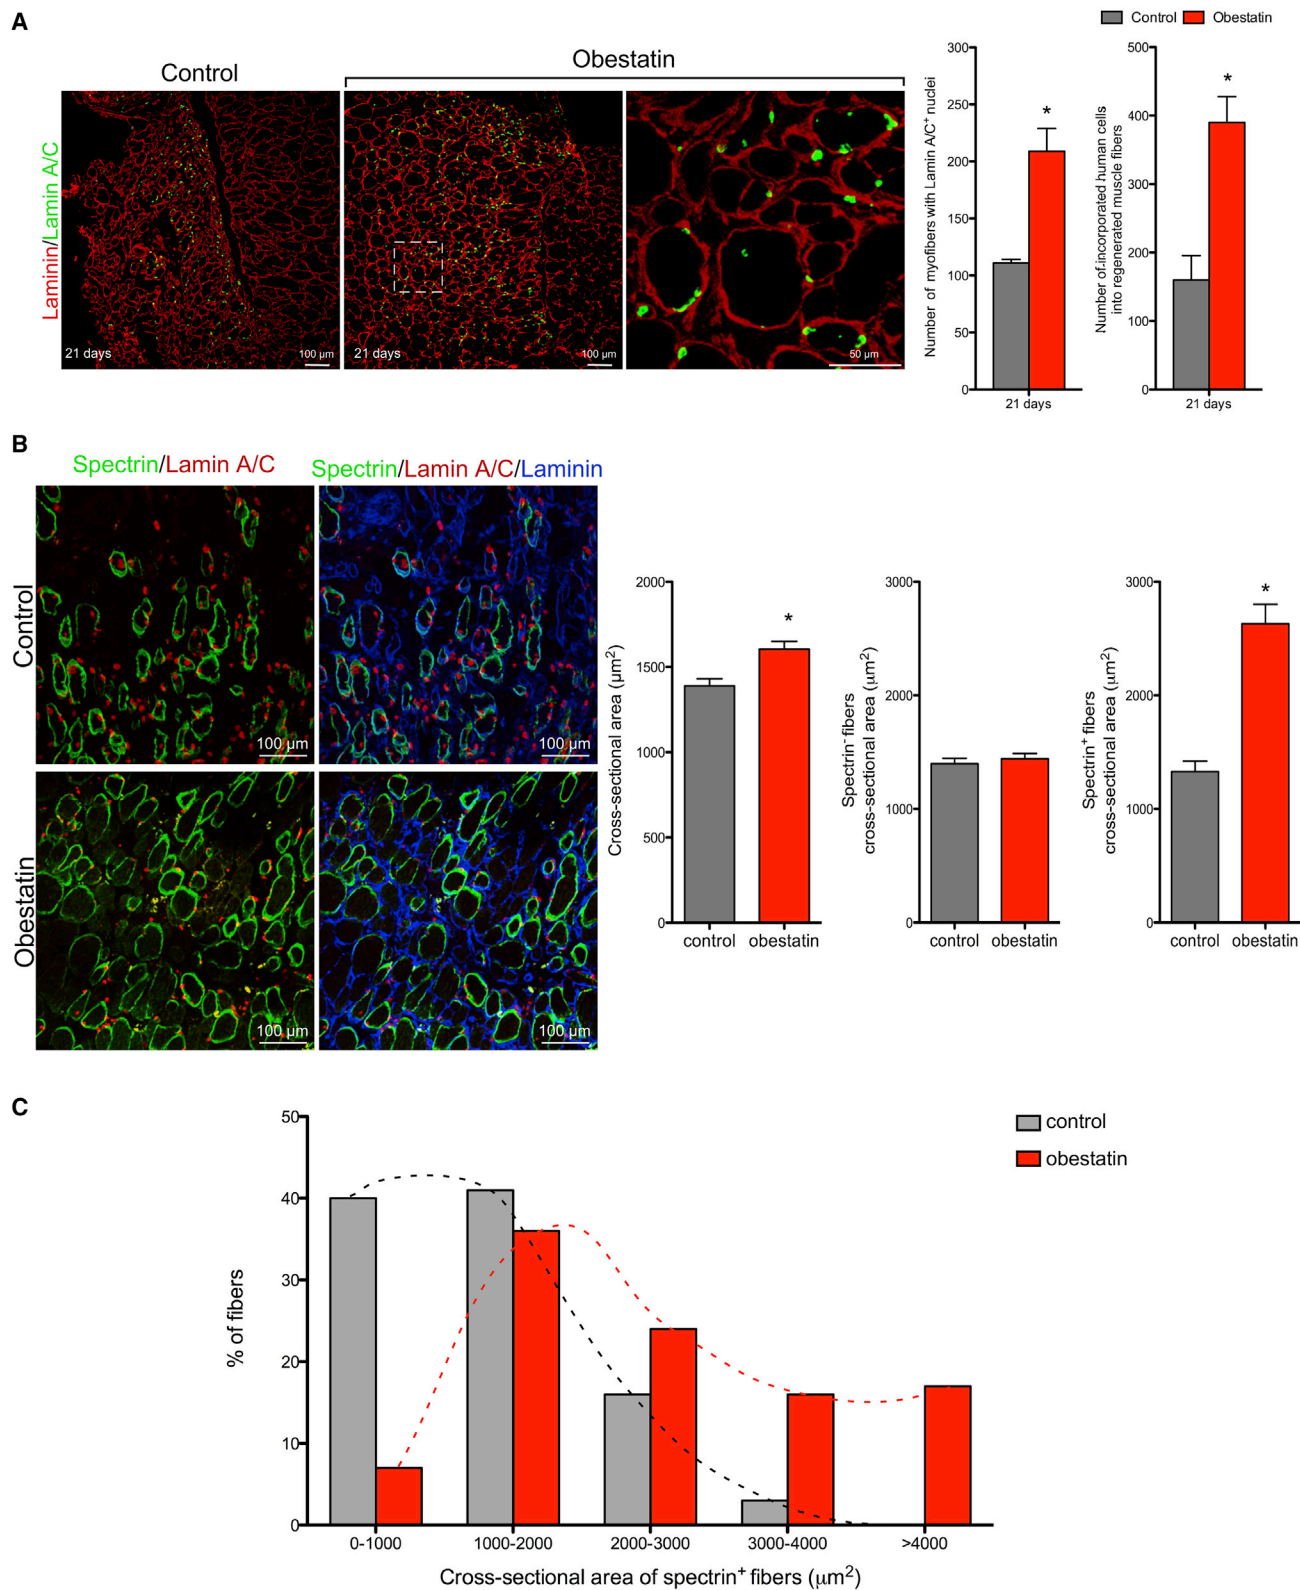 A
Control
Obestatin
Control Obestatin
Laminin/Lamin A/C
21 days
100 µm
21 days
100 µm
50 µm
Number of myofibers with Lamin A/C+ nuclei
300
250
200
150
100
50
0
*
21 days
Number of incorporated human cells
into regenerated muscle fibers
500
400
300
200
100
0
*
21 days
B
Spectrin/Lamin A/C
Spectrin/Lamin A/C/Laminin
Control
100 µm
100 µm
Obestatin
100 µm
100 µm
Cross-sectional area (µm2)
2000
1500
1000
500
0
*
control obestatin
Spectrin- fibers
cross-sectional area (µm2)
3000
2000
1000
0
control obestatin
Spectrin+ fibers
cross-sectional area (µm2)
3000
2000
1000
0
*
control obestatin
C
control
obestatin
% of fibers
50
40
30
20
10
0
0-1000 1000-2000 2000-3000 3000-4000 >4000
Cross-sectional area of spectrin+ fibers (µm2)